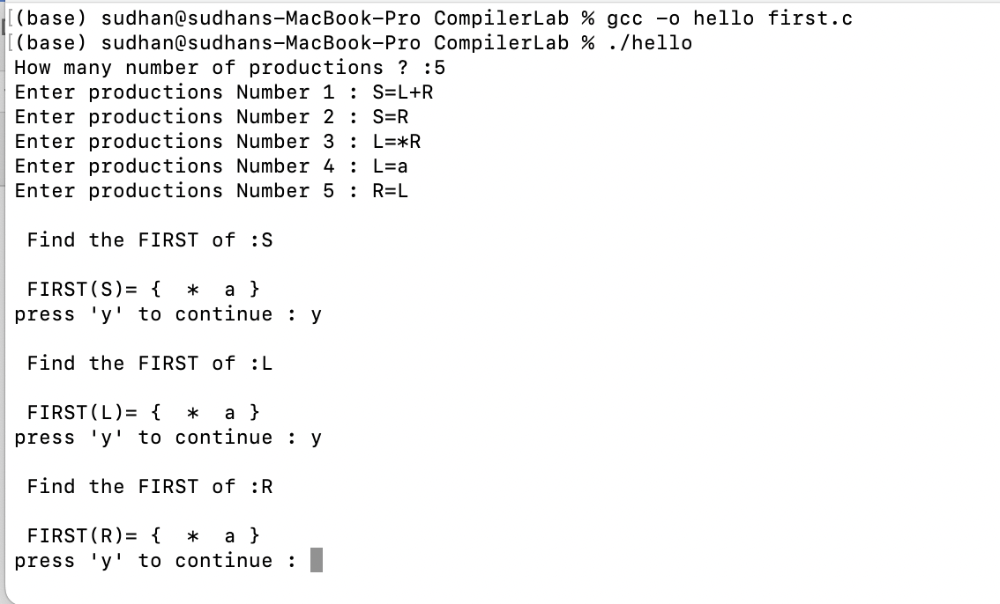 [(base) sudhan@sudhans-MacBook-Pro CompilerLab % gcc -o hello first.c
[(base) sudhan@sudhans-MacBook-Pro CompilerLab % ./hello
How many number of productions ? :5
Enter productions Number 1 : S=L+R
Enter productions Number 2 : S=R
Enter productions Number 3 : L=*R
Enter productions Number 4 : L=a
Enter productions Number 5 : R=L
Find the FIRST of :S
FIRST(S)= {  *  a }
press 'y' to continue : y
Find the FIRST of :L
FIRST(L)= {  *  a }
press 'y' to continue : y
Find the FIRST of :R
FIRST(R)= {  *  a }
press 'y' to continue :